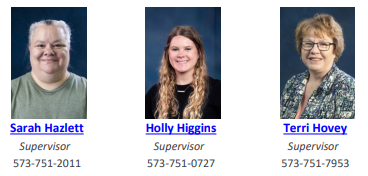 Sarah Hazlett Holly Higgins Terri Hovey
Supervisor Supervisor Supervisor
573-751-2011 573-751-0727 573-751-7953